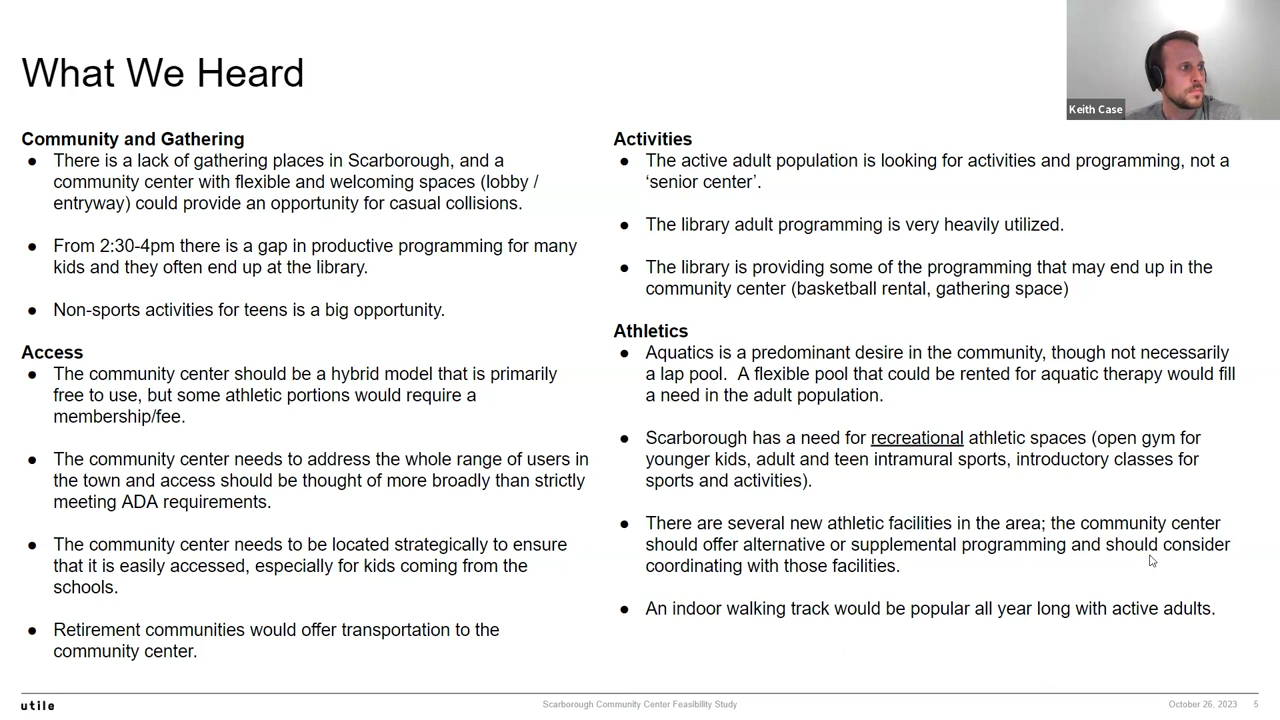 What We Heard
Keith Case
Community and Gathering
● There is a lack of gathering places in Scarborough, and a
community center with flexible and welcoming spaces (lobby /
entryway) could provide an opportunity for casual collisions.
● From 2:30-4pm there is a gap in productive programming for many
kids and they often end up at the library.
● Non-sports activities for teens is a big opportunity.
Access
● The community center should be a hybrid model that is primarily
free to use, but some athletic portions would require a
membership/fee.
● The community center needs to address the whole range of users in
the town and access should be thought of more broadly than strictly
meeting ADA requirements.
● The community center needs to be located strategically to ensure
that it is easily accessed, especially for kids coming from the
schools.
● Retirement communities would offer transportation to the
community center.
Activities
● The active adult population is looking for activities and programming, not a
‘senior center’.
● The library adult programming is very heavily utilized.
● The library is providing some of the programming that may end up in the
community center (basketball rental, gathering space)
Athletics
● Aquatics is a predominant desire in the community, though not necessarily
a lap pool.  A flexible pool that could be rented for aquatic therapy would fill
a need in the adult population.
● Scarborough has a need for recreational athletic spaces (open gym for
younger kids, adult and teen intramural sports, introductory classes for
sports and activities).
● There are several new athletic facilities in the area; the community center
should offer alternative or supplemental programming and should consider
coordinating with those facilities.
● An indoor walking track would be popular all year long with active adults.
utile
Scarborough Community Center Feasibility Study
October 26, 2023 5